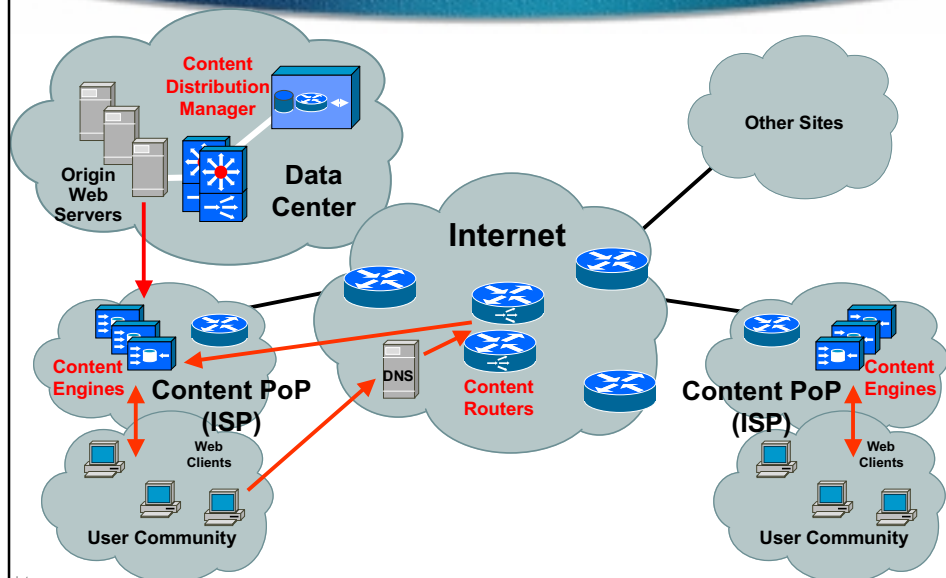 Content
Distribution
Manager
Origin
Web
Servers
Data
Center
Other Sites
Internet
DNS
Content
Routers
Content
Engines
Content PoP
(ISP)
Web
Clients
User Community
Content PoP
(ISP)
Content
Engines
Web
Clients
User Community